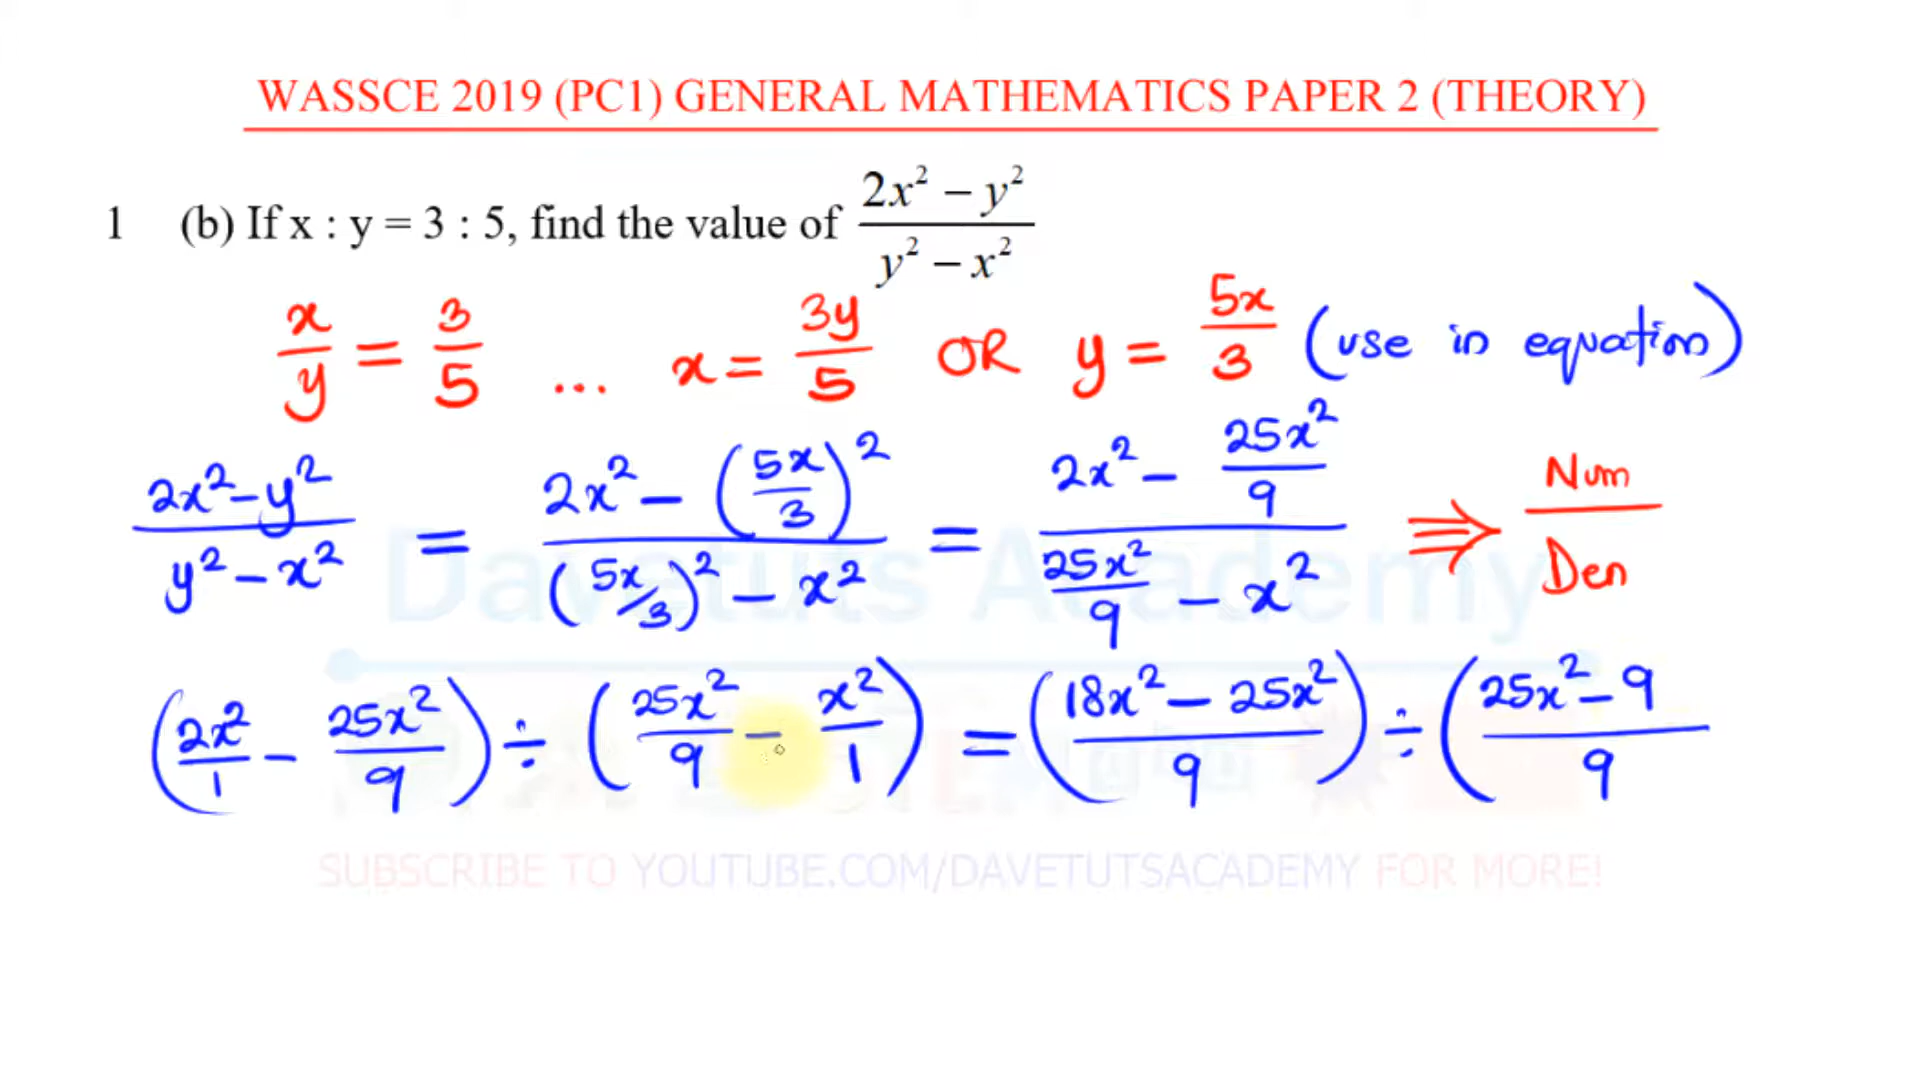 WASSCE 2019 (PC1) GENERAL MATHEMATICS PAPER 2 (THEORY)
1 (b) If x : y = 3 : 5, find the value of (2x² − y²)/(y² − x²)
x/y = 3/5 ... x = 3y/5 OR y = 5x/3 (use in equation)
(2x² − y²)/(y² − x²) = (2x² − (5x/3)²)/((5x/3)² − x²) = (2x² − 25x²/9)/(25x²/9 − x²) ⇒ Num/Den
(2x²/1 − 25x²/9) ÷ (25x²/9 − x²/1) = ((18x² − 25x²)/9) ÷ ((25x² − 9)/9
Davetuts Academy
SUBSCRIBE TO YOUTUBE.COM/DAVETUTSACADEMY FOR MORE!